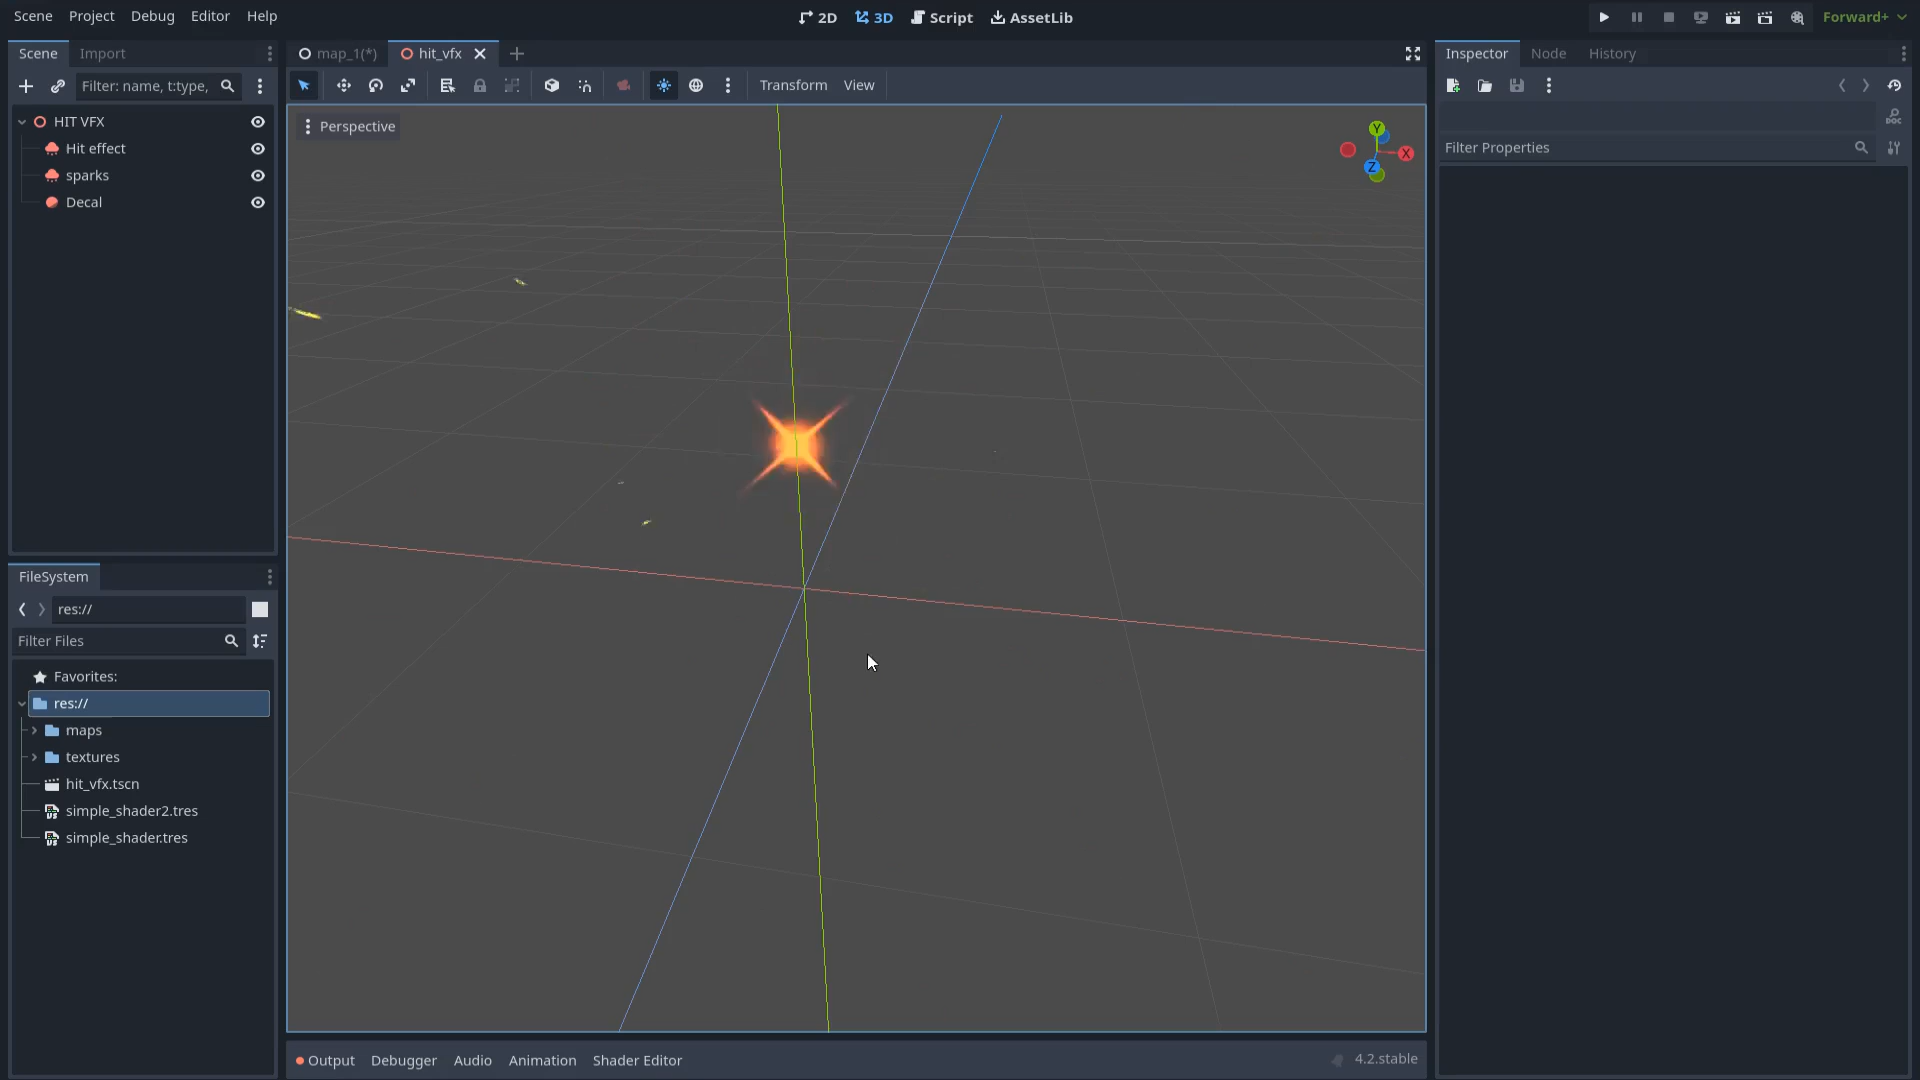 Scene Project Debug Editor Help
2D 3D Script AssetLib
Forward+
Scene Import
map_1(*) hit_vfx
Inspector Node History
Filter: name, t:type,
Transform View
Perspective
Y
X
Z
DOC
Filter Properties
HIT VFX
Hit effect
sparks
Decal
FileSystem
res://
Filter Files
Favorites:
res://
maps
textures
hit_vfx.tscn
simple_shader2.tres
simple_shader.tres
Output Debugger Audio Animation Shader Editor
4.2.stable